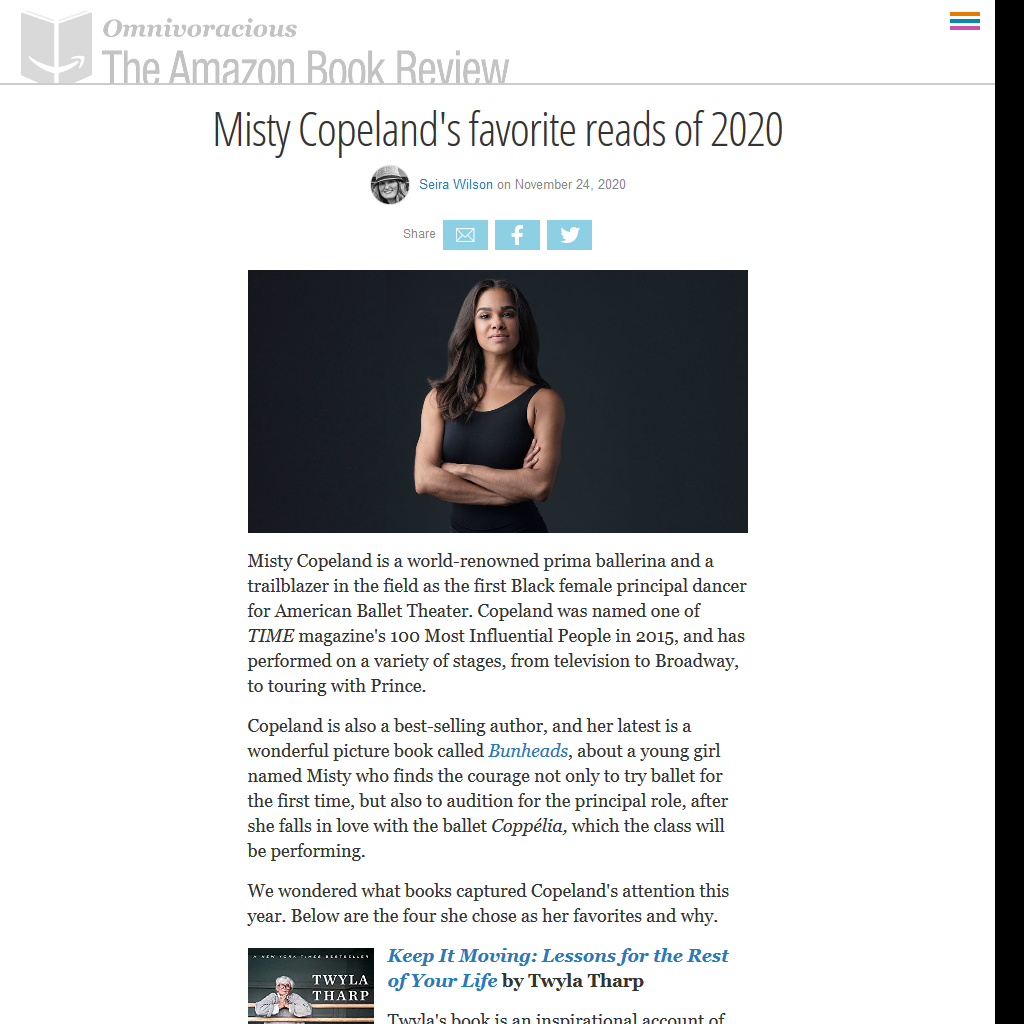 Omnivoracious
The Amazon Book Review
Misty Copeland's favorite reads of 2020
Seira Wilson on November 24, 2020
Share
Misty Copeland is a world-renowned prima ballerina and a
trailblazer in the field as the first Black female principal dancer
for American Ballet Theater. Copeland was named one of
TIME magazine's 100 Most Influential People in 2015, and has
performed on a variety of stages, from television to Broadway,
to touring with Prince.
Copeland is also a best-selling author, and her latest is a
wonderful picture book called Bunheads, about a young girl
named Misty who finds the courage not only to try ballet for
the first time, but also to audition for the principal role, after
she falls in love with the ballet Coppélia, which the class will
be performing.
We wondered what books captured Copeland's attention this
year. Below are the four she chose as her favorites and why.
A NEW YORK TIMES BESTSELLER
TWYLA
THARP
Keep It Moving: Lessons for the Rest
of Your Life by Twyla Tharp
Twyla's book is an inspirational account of